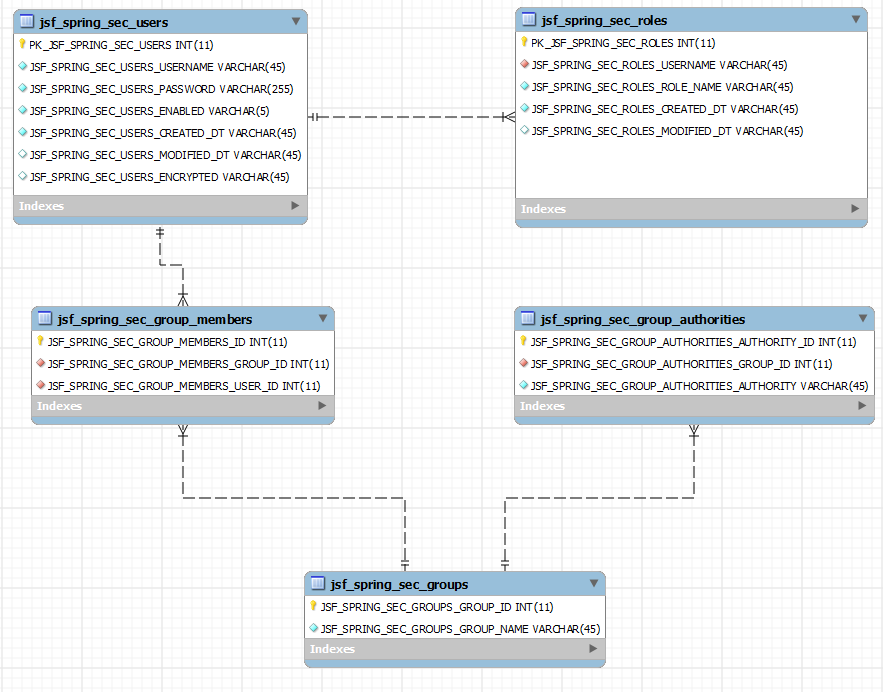 jsf_spring_sec_users
PK_JSF_SPRING_SEC_USERS INT(11)
JSF_SPRING_SEC_USERS_USERNAME VARCHAR(45)
JSF_SPRING_SEC_USERS_PASSWORD VARCHAR(255)
JSF_SPRING_SEC_USERS_ENABLED VARCHAR(5)
JSF_SPRING_SEC_USERS_CREATED_DT VARCHAR(45)
JSF_SPRING_SEC_USERS_MODIFIED_DT VARCHAR(45)
JSF_SPRING_SEC_USERS_ENCRYPTED VARCHAR(45)
Indexes
jsf_spring_sec_roles
PK_JSF_SPRING_SEC_ROLES INT(11)
JSF_SPRING_SEC_ROLES_USERNAME VARCHAR(45)
JSF_SPRING_SEC_ROLES_ROLE_NAME VARCHAR(45)
JSF_SPRING_SEC_ROLES_CREATED_DT VARCHAR(45)
JSF_SPRING_SEC_ROLES_MODIFIED_DT VARCHAR(45)
Indexes
jsf_spring_sec_group_members
JSF_SPRING_SEC_GROUP_MEMBERS_ID INT(11)
JSF_SPRING_SEC_GROUP_MEMBERS_GROUP_ID INT(11)
JSF_SPRING_SEC_GROUP_MEMBERS_USER_ID INT(11)
Indexes
jsf_spring_sec_group_authorities
JSF_SPRING_SEC_GROUP_AUTHORITIES_AUTHORITY_ID INT(11)
JSF_SPRING_SEC_GROUP_AUTHORITIES_GROUP_ID INT(11)
JSF_SPRING_SEC_GROUP_AUTHORITIES_AUTHORITY VARCHAR(45)
Indexes
jsf_spring_sec_groups
JSF_SPRING_SEC_GROUPS_GROUP_ID INT(11)
JSF_SPRING_SEC_GROUPS_GROUP_NAME VARCHAR(45)
Indexes